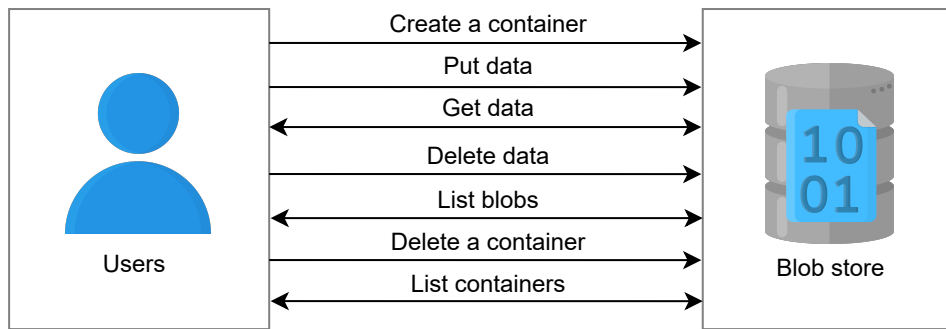 Create a container
Put data
Get data
Delete data
List blobs
Delete a container
List containers
Users
10
01
Blob store